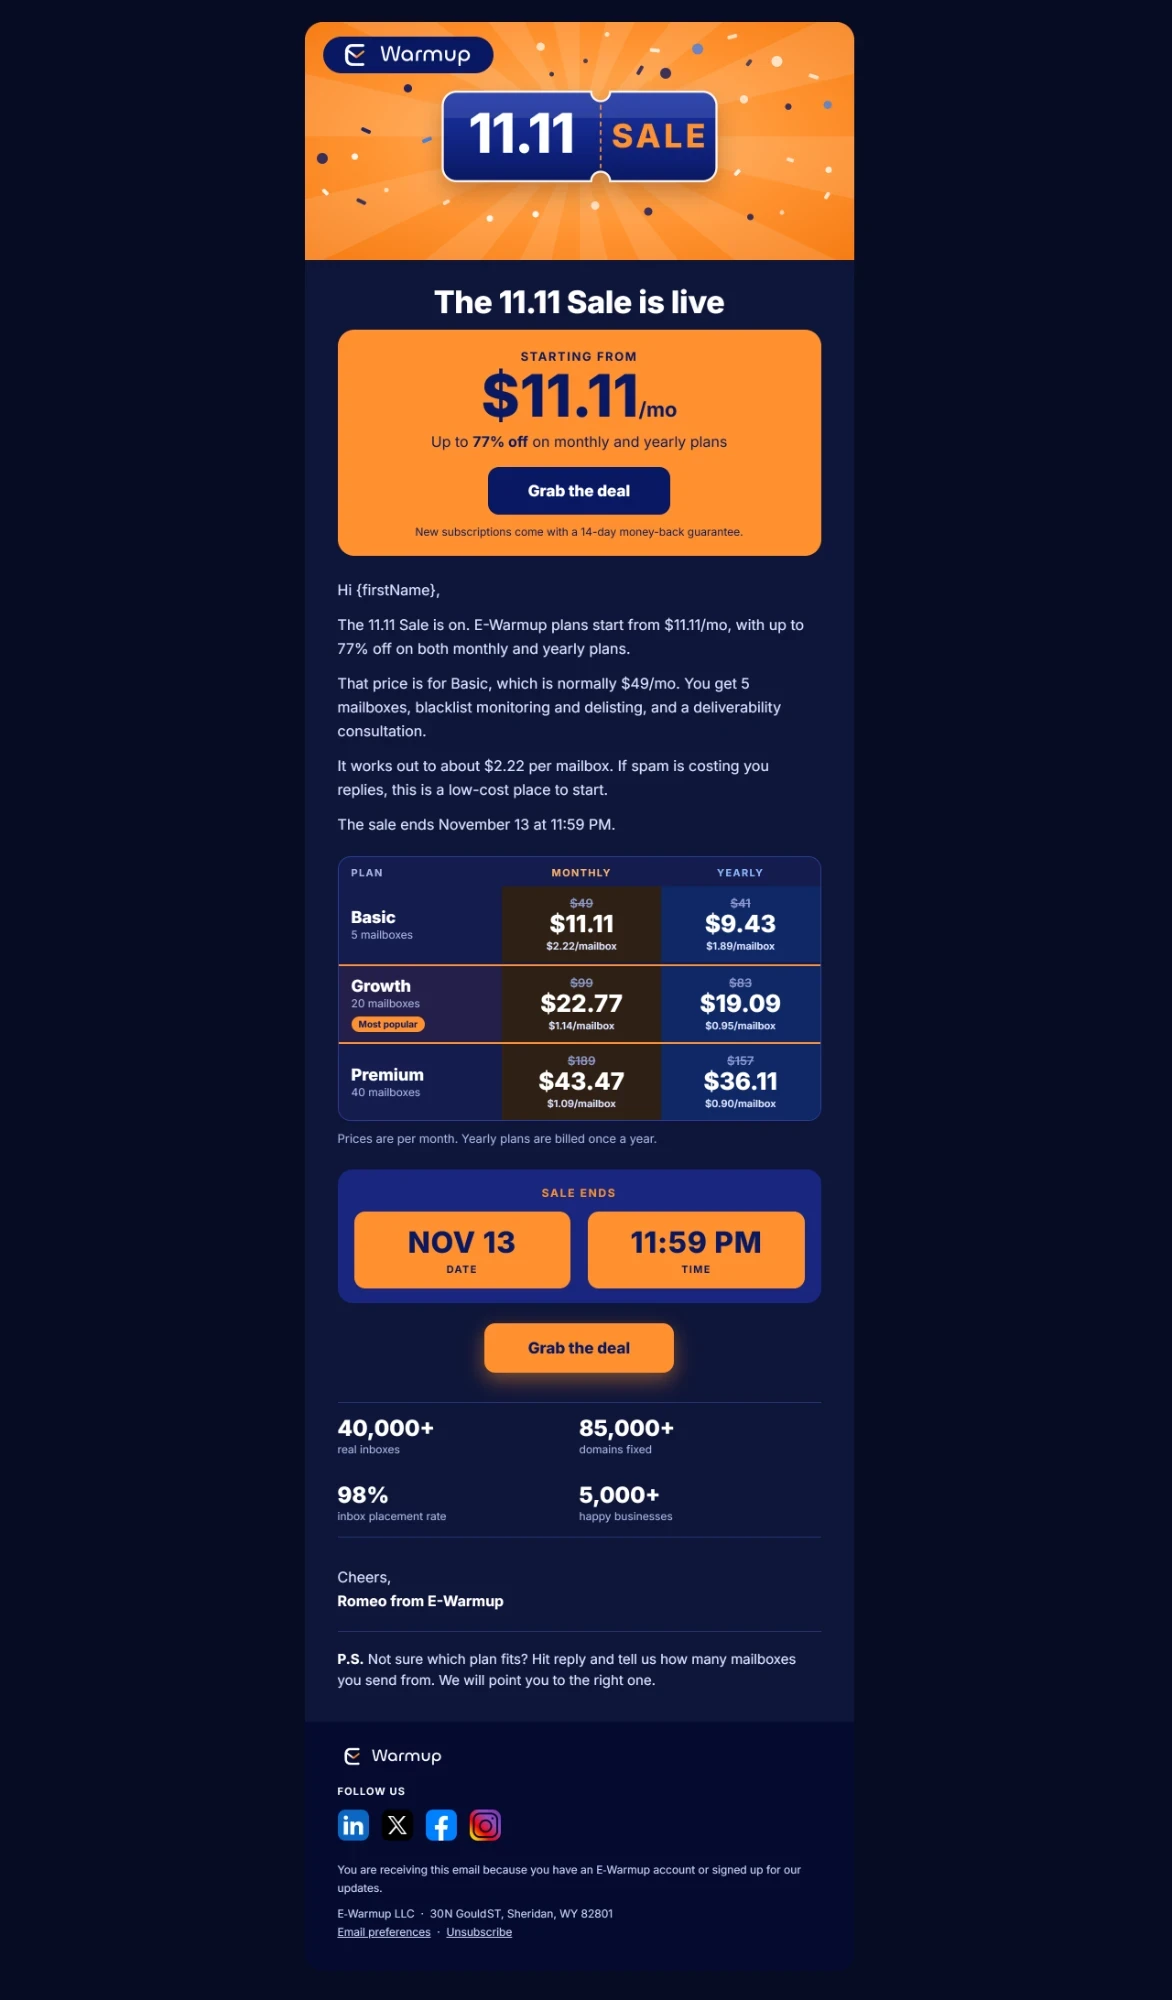 Warmup
11.11 SALE
The 11.11 Sale is live
STARTING FROM
$11.11/mo
Up to 77% off on monthly and yearly plans
Grab the deal
New subscriptions come with a 14-day money-back guarantee.
Hi {firstName},
The 11.11 Sale is on. E-Warmup plans start from $11.11/mo, with up to
77% off on both monthly and yearly plans.
That price is for Basic, which is normally $49/mo. You get 5
mailboxes, blacklist monitoring and delisting, and a deliverability
consultation.
It works out to about $2.22 per mailbox. If spam is costing you
replies, this is a low-cost place to start.
The sale ends November 13 at 11:59 PM.
PLAN MONTHLY YEARLY
Basic
5 mailboxes
$49
$11.11
$2.22/mailbox
$41
$9.43
$1.89/mailbox
Growth
20 mailboxes
Most popular
$99
$22.77
$1.14/mailbox
$83
$19.09
$0.95/mailbox
Premium
40 mailboxes
$189
$43.47
$1.09/mailbox
$157
$36.11
$0.90/mailbox
Prices are per month. Yearly plans are billed once a year.
SALE ENDS
NOV 13
DATE
11:59 PM
TIME
Grab the deal
40,000+
real inboxes
85,000+
domains fixed
98%
inbox placement rate
5,000+
happy businesses
Cheers,
Romeo from E-Warmup
P.S. Not sure which plan fits? Hit reply and tell us how many mailboxes
you send from. We will point you to the right one.
Warmup
FOLLOW US
You are receiving this email because you have an E-Warmup account or signed up for our
updates.
E-Warmup LLC · 30N GouldST, Sheridan, WY 82801
Email preferences · Unsubscribe